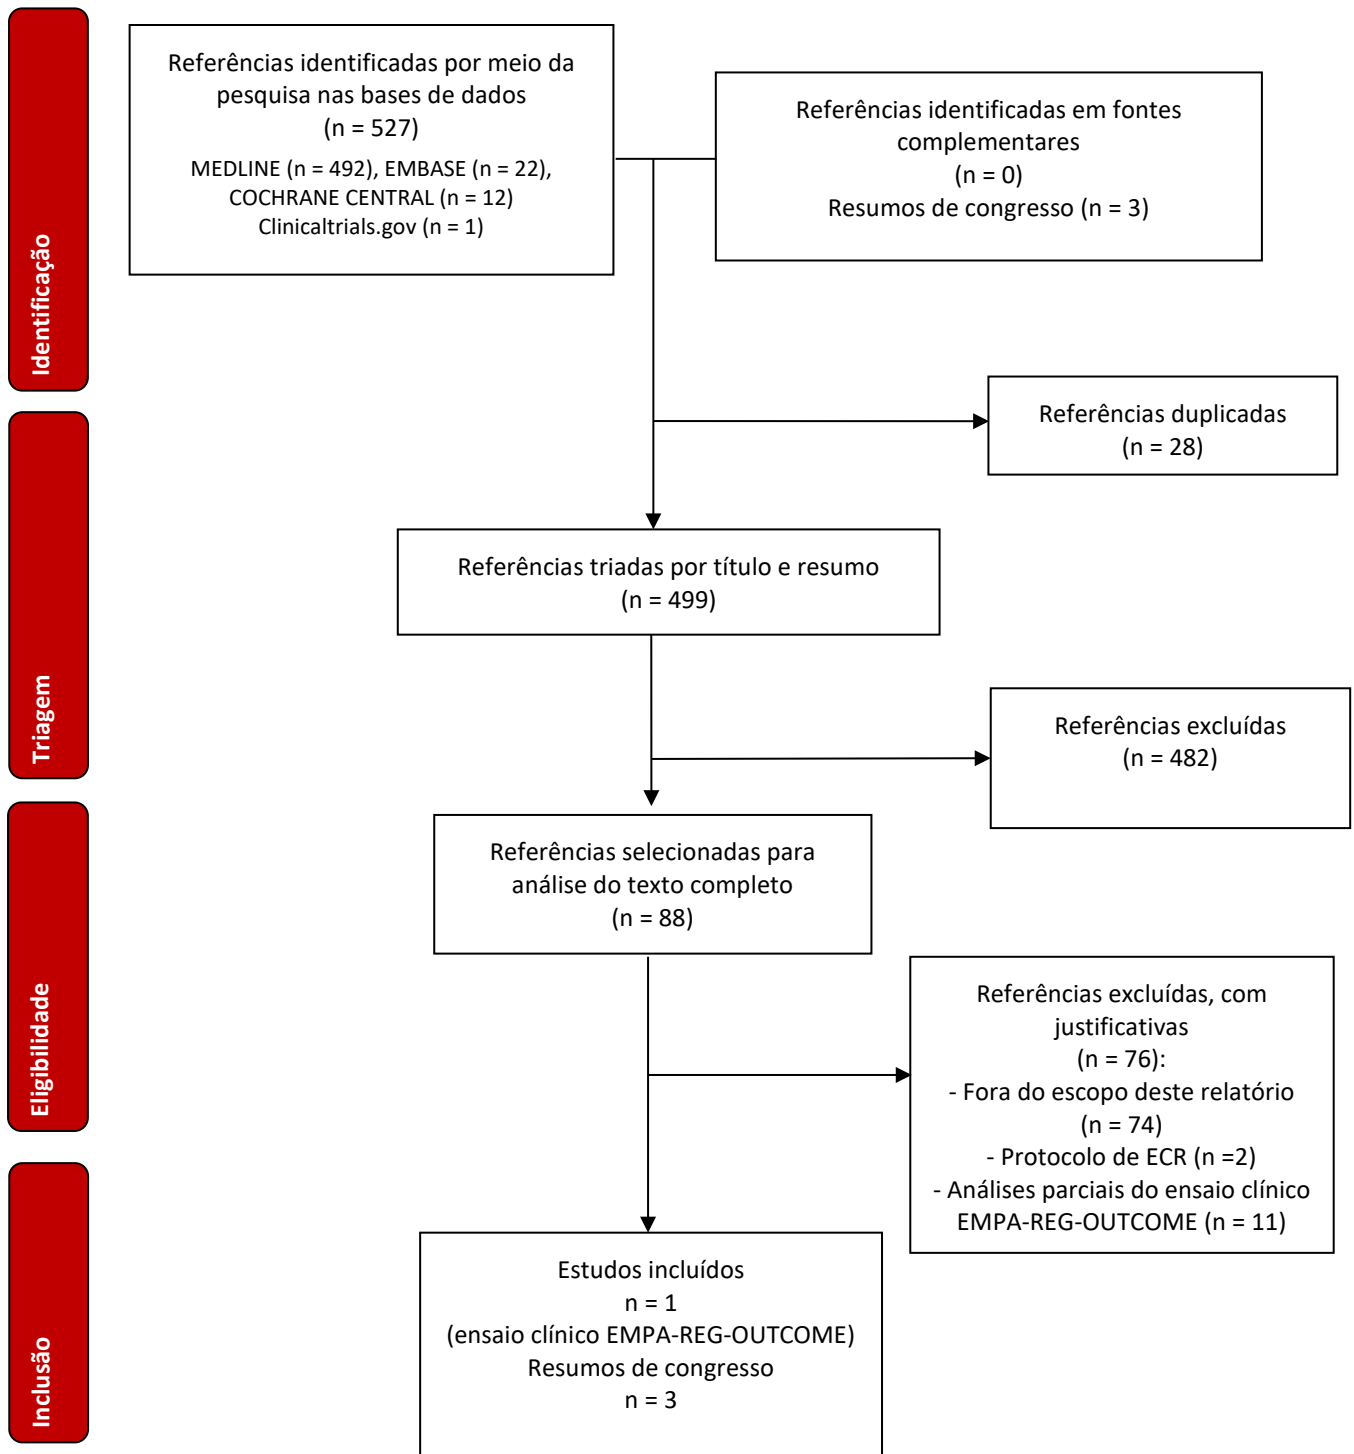 Identificação
Referências identificadas por meio da
pesquisa nas bases de dados
(n = 527)
MEDLINE (n = 492), EMBASE (n = 22),
COCHRANE CENTRAL (n = 12)
Clinicaltrials.gov (n = 1)
Referências identificadas em fontes
complementares
(n = 0)
Resumos de congresso (n = 3)
Referências duplicadas
(n = 28)
Triagem
Referências triadas por título e resumo
(n = 499)
Referências excluídas
(n = 482)
Eligibilidade
Referências selecionadas para
análise do texto completo
(n = 88)
Referências excluídas, com
justificativas
(n = 76):
- Fora do escopo deste relatório
(n = 74)
- Protocolo de ECR (n =2)
- Análises parciais do ensaio clínico
EMPA-REG-OUTCOME (n = 11)
Inclusão
Estudos incluídos
n = 1
(ensaio clínico EMPA-REG-OUTCOME)
Resumos de congresso
n = 3